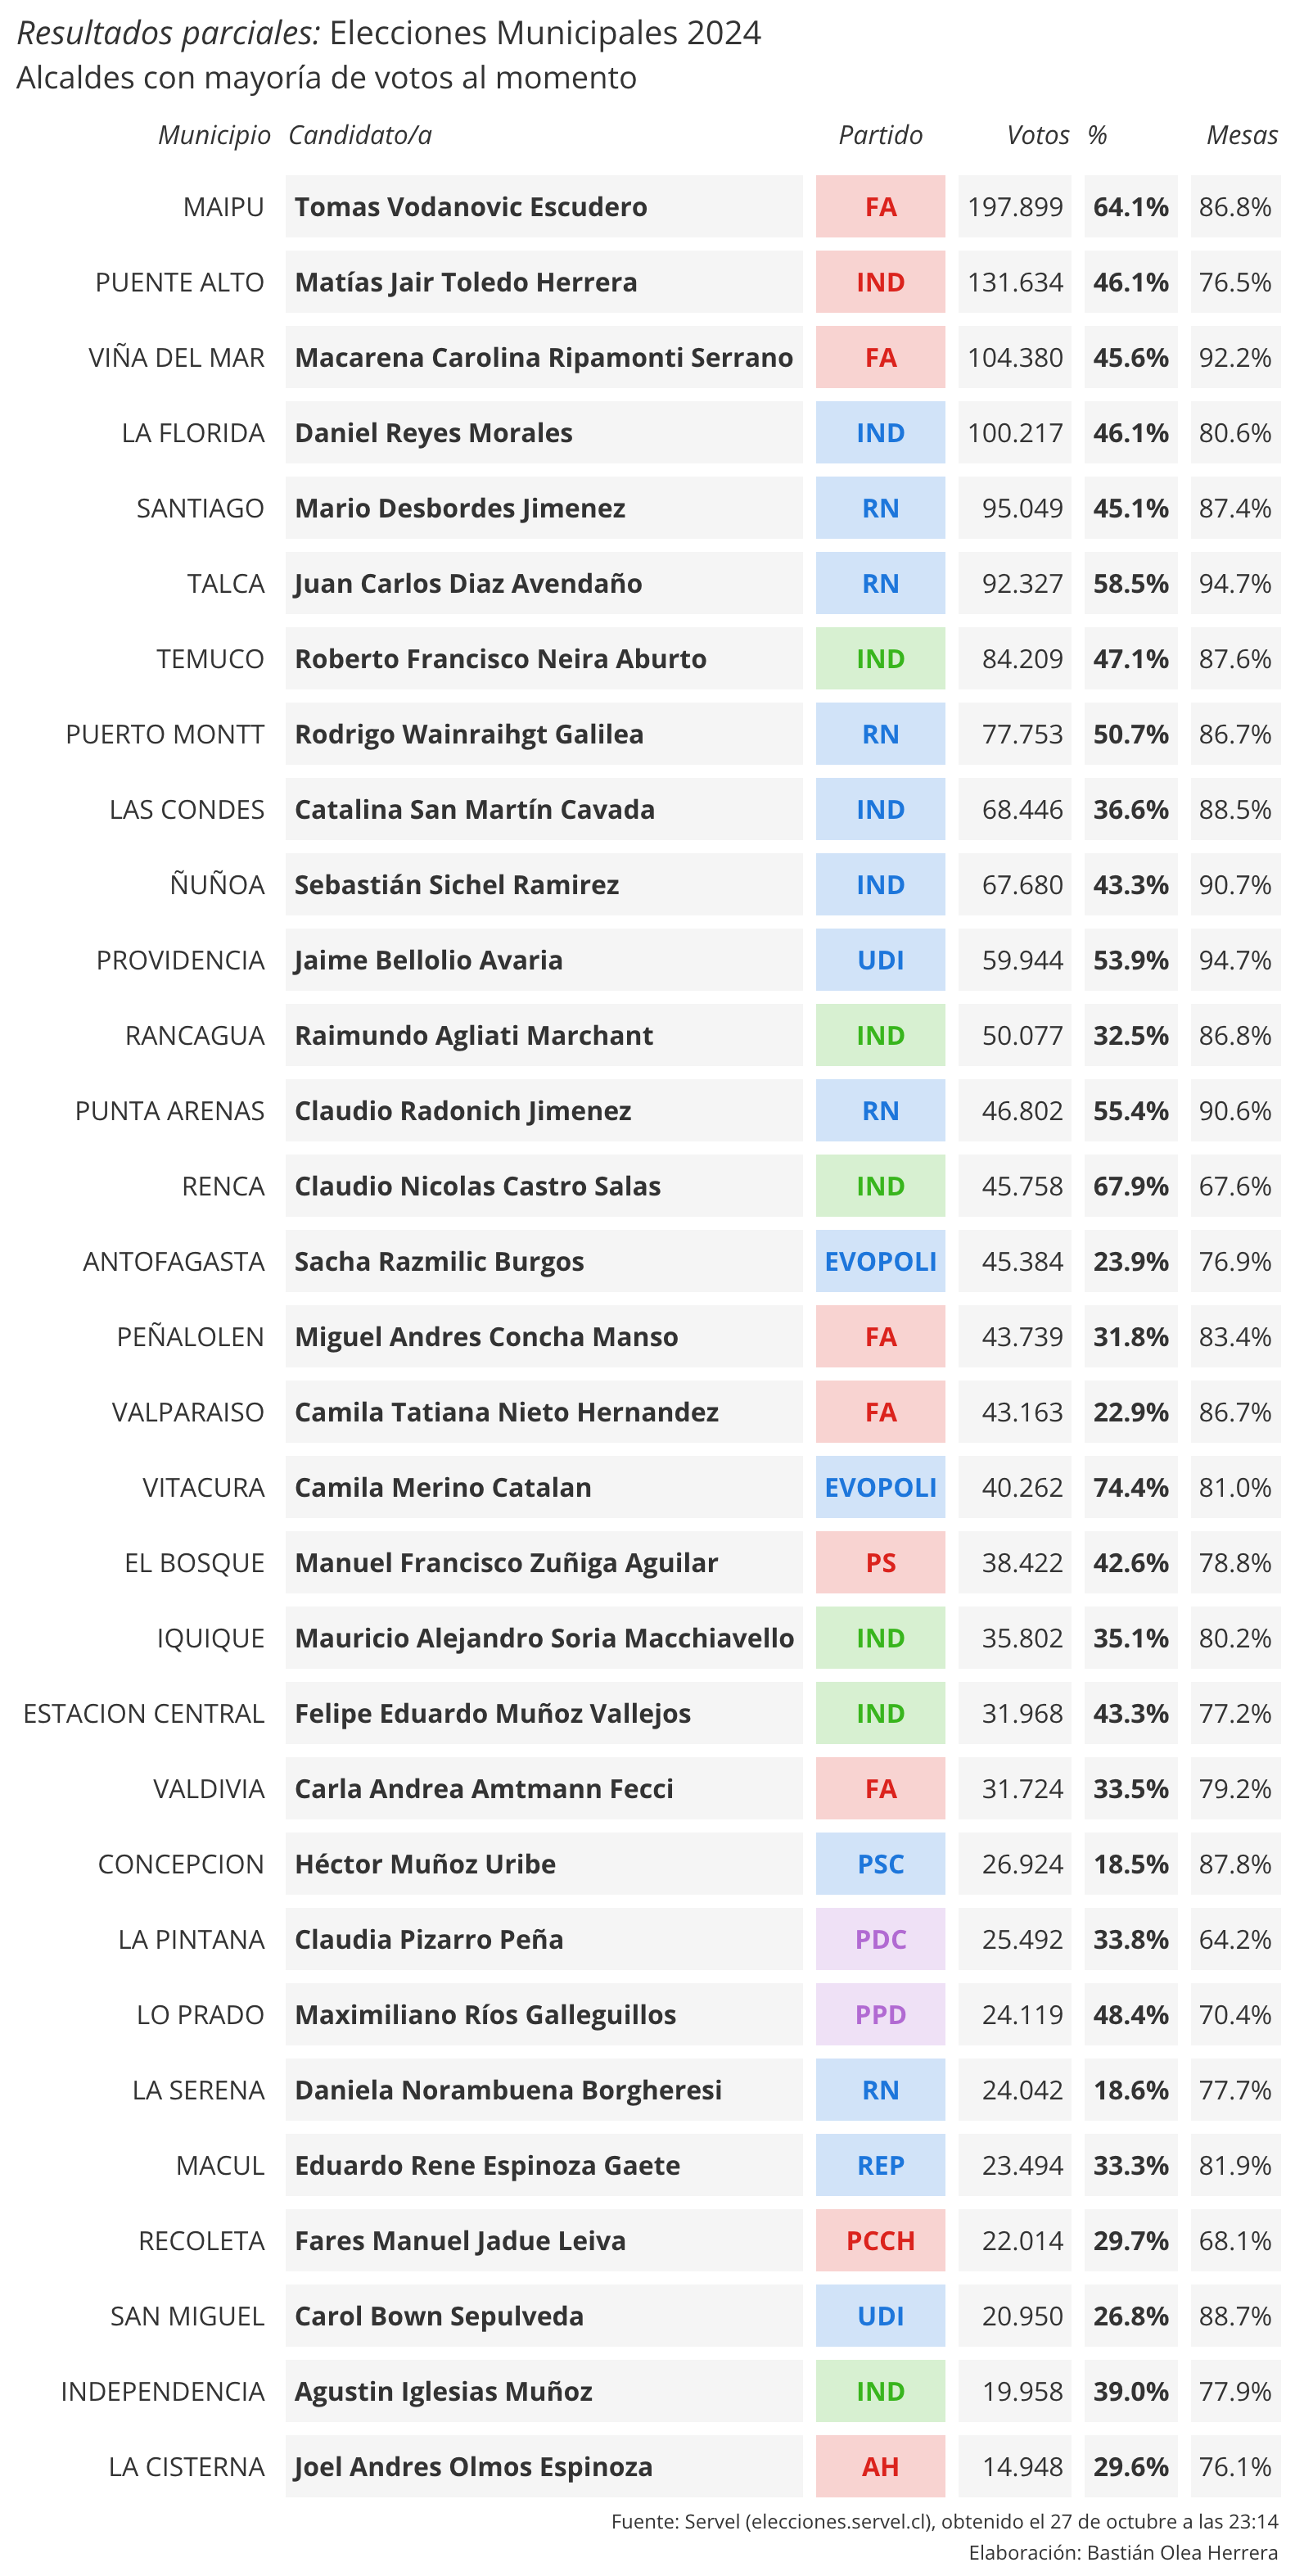 Resultados parciales: Elecciones Municipales 2024
Alcaldes con mayoría de votos al momento
Municipio Candidato/a Partido Votos % Mesas
MAIPU Tomas Vodanovic Escudero FA 197.899 64.1% 86.8%
PUENTE ALTO Matías Jair Toledo Herrera IND 131.634 46.1% 76.5%
VIÑA DEL MAR Macarena Carolina Ripamonti Serrano FA 104.380 45.6% 92.2%
LA FLORIDA Daniel Reyes Morales IND 100.217 46.1% 80.6%
SANTIAGO Mario Desbordes Jimenez RN 95.049 45.1% 87.4%
TALCA Juan Carlos Diaz Avendaño RN 92.327 58.5% 94.7%
TEMUCO Roberto Francisco Neira Aburto IND 84.209 47.1% 87.6%
PUERTO MONTT Rodrigo Wainraihgt Galilea RN 77.753 50.7% 86.7%
LAS CONDES Catalina San Martín Cavada IND 68.446 36.6% 88.5%
ÑUÑOA Sebastián Sichel Ramirez IND 67.680 43.3% 90.7%
PROVIDENCIA Jaime Bellolio Avaria UDI 59.944 53.9% 94.7%
RANCAGUA Raimundo Agliati Marchant IND 50.077 32.5% 86.8%
PUNTA ARENAS Claudio Radonich Jimenez RN 46.802 55.4% 90.6%
RENCA Claudio Nicolas Castro Salas IND 45.758 67.9% 67.6%
ANTOFAGASTA Sacha Razmilic Burgos EVOPOLI 45.384 23.9% 76.9%
PEÑALOLEN Miguel Andres Concha Manso FA 43.739 31.8% 83.4%
VALPARAISO Camila Tatiana Nieto Hernandez FA 43.163 22.9% 86.7%
VITACURA Camila Merino Catalan EVOPOLI 40.262 74.4% 81.0%
EL BOSQUE Manuel Francisco Zuñiga Aguilar PS 38.422 42.6% 78.8%
IQUIQUE Mauricio Alejandro Soria Macchiavello IND 35.802 35.1% 80.2%
ESTACION CENTRAL Felipe Eduardo Muñoz Vallejos IND 31.968 43.3% 77.2%
VALDIVIA Carla Andrea Amtmann Fecci FA 31.724 33.5% 79.2%
CONCEPCION Héctor Muñoz Uribe PSC 26.924 18.5% 87.8%
LA PINTANA Claudia Pizarro Peña PDC 25.492 33.8% 64.2%
LO PRADO Maximiliano Ríos Galleguillos PPD 24.119 48.4% 70.4%
LA SERENA Daniela Norambuena Borgheresi RN 24.042 18.6% 77.7%
MACUL Eduardo Rene Espinoza Gaete REP 23.494 33.3% 81.9%
RECOLETA Fares Manuel Jadue Leiva PCCH 22.014 29.7% 68.1%
SAN MIGUEL Carol Bown Sepulveda UDI 20.950 26.8% 88.7%
INDEPENDENCIA Agustin Iglesias Muñoz IND 19.958 39.0% 77.9%
LA CISTERNA Joel Andres Olmos Espinoza AH 14.948 29.6% 76.1%
Fuente: Servel (elecciones.servel.cl), obtenido el 27 de octubre a las 23:14
Elaboración: Bastián Olea Herrera